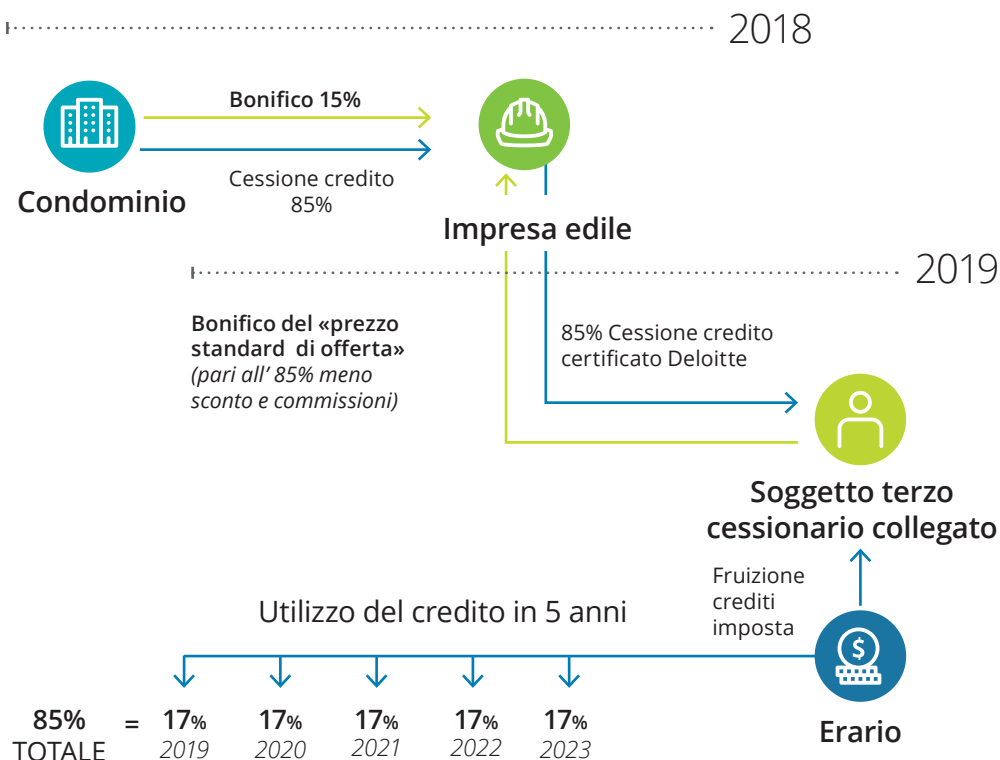 2018
Bonifico 15%
Cessione credito
85%
Condominio
Impresa edile
2019
Bonifico del «prezzo
standard di offerta»
(pari all’ 85% meno
sconto e commissioni)
85% Cessione credito
certificato Deloitte
Soggetto terzo
cessionario collegato
Fruizione
crediti
imposta
Utilizzo del credito in 5 anni
$
Erario
85% = 17% 17% 17% 17% 17%
TOTALE 2019 2020 2021 2022 2023